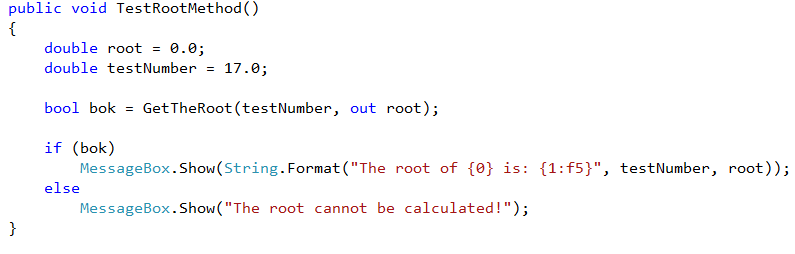 public void TestRootMethod()
{
    double root = 0.0;
    double testNumber = 17.0;

    bool bok = GetTheRoot(testNumber, out root);

    if (bok)
        MessageBox.Show(String.Format("The root of {0} is: {1:f5}", testNumber, root));
    else
        MessageBox.Show("The root cannot be calculated!");
}